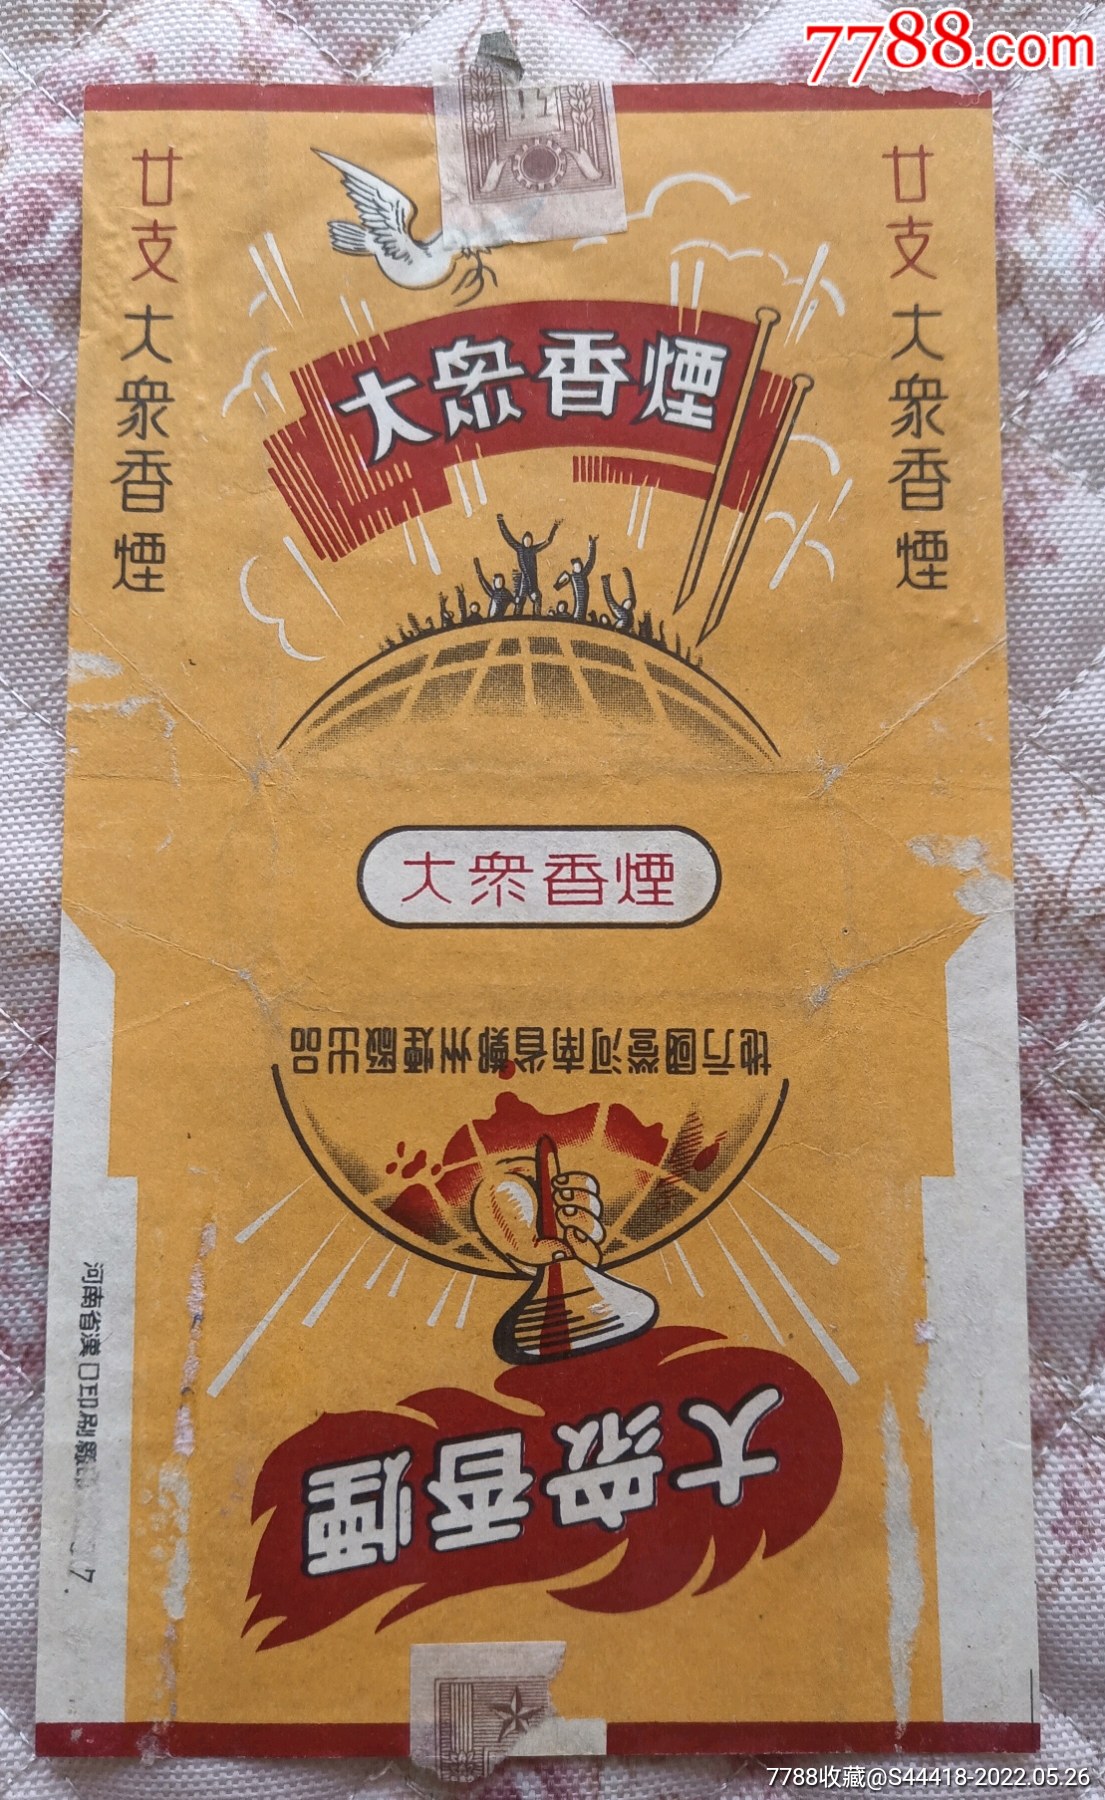 7788.com
廿支 大衆香煙
大衆香煙
廿支 大衆香煙
大衆香煙
地方國營河南省鄭州煙廠出品
大衆香煙
河南省漯口印刷廠
7788收藏@S44418-2022.05.26